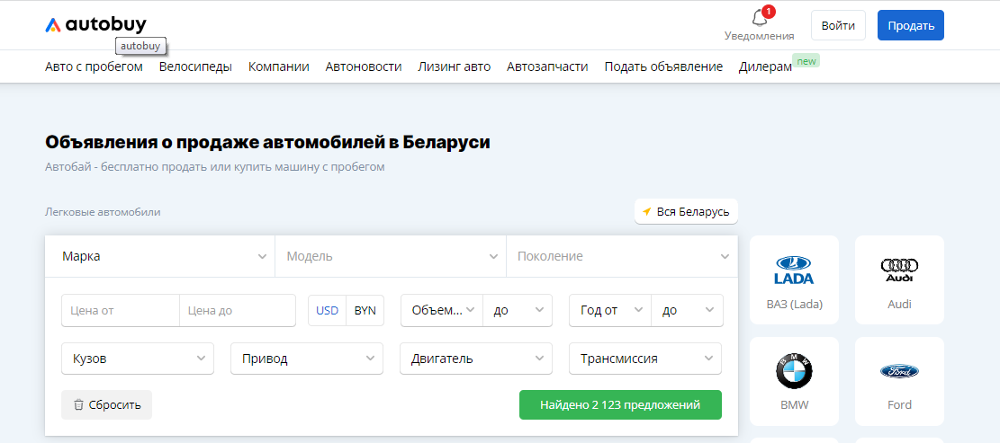 autobuy
1
Уведомления
Войти
Продать
autobuy
Авто с пробегом Велосипеды Компании Автоновости Лизинг авто Автозапчасти Подать объявление Дилерам new
Объявления о продаже автомобилей в Беларуси
Автобай - бесплатно продать или купить машину с пробегом
Легковые автомобили
Вся Беларусь
Марка Модель Поколение
Цена от Цена до USD BYN Объем... до Год от до
Кузов Привод Двигатель Трансмиссия
Сбросить Найдено 2 123 предложений
LADA
ВАЗ (Lada)
Audi
Audi
BMW
BMW
Ford
Ford